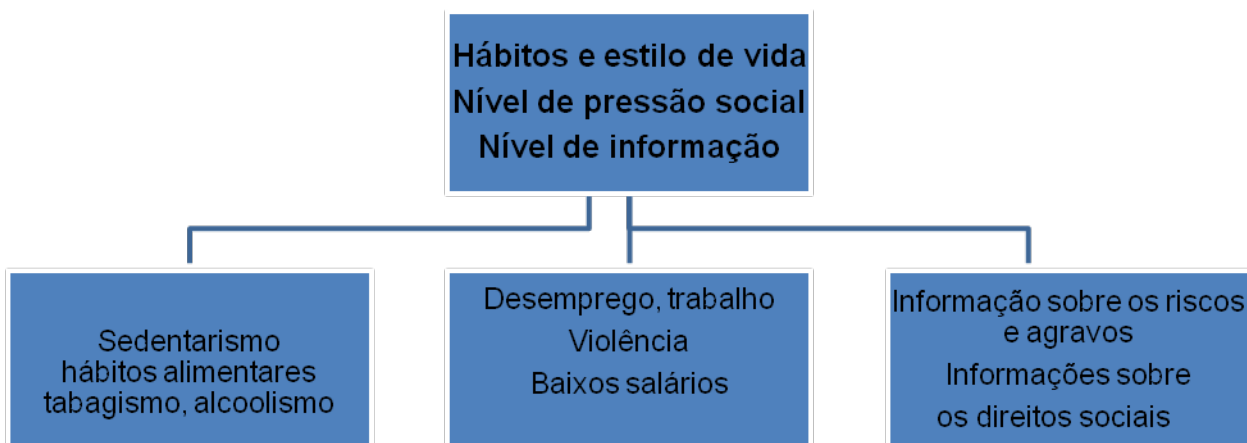 Hábitos e estilo de vida
Nível de pressão social
Nível de informação
Sedentarismo
hábitos alimentares
tabagismo, alcoolismo
Desemprego, trabalho
Violência
Baixos salários
Informação sobre os riscos
e agravos
Informações sobre
os direitos sociais